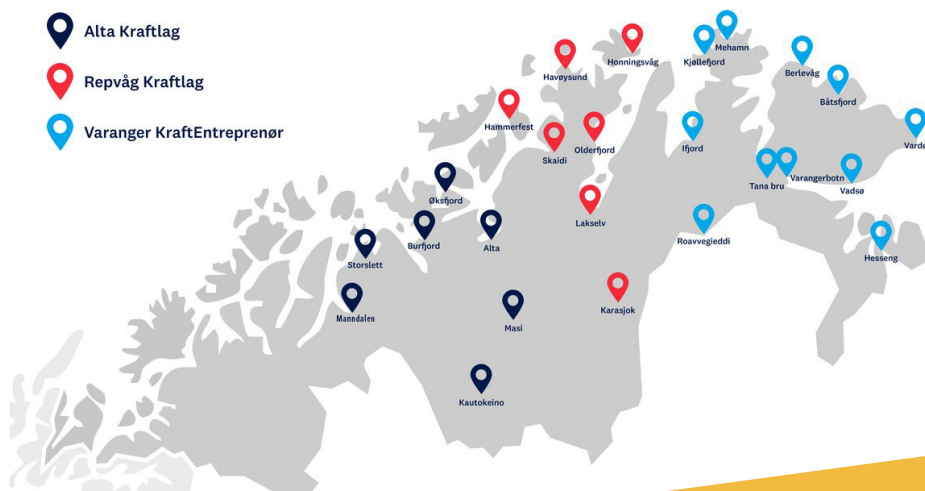 Alta Kraftlag
Repvåg Kraftlag
Varanger KraftEntreprenør
Mehamn
Honningsvåg
Kjøllefjord
Havøysund
Berlevåg
Båtsfjord
Hammerfest
Olderfjord
Ifjord
Vardø
Skaidi
Tana bru
Varangerbotn
Vadsø
Øksfjord
Lakselv
Burfjord
Alta
Roavvegieddi
Hesseng
Storslett
Manndalen
Masi
Karasjok
Kautokeino